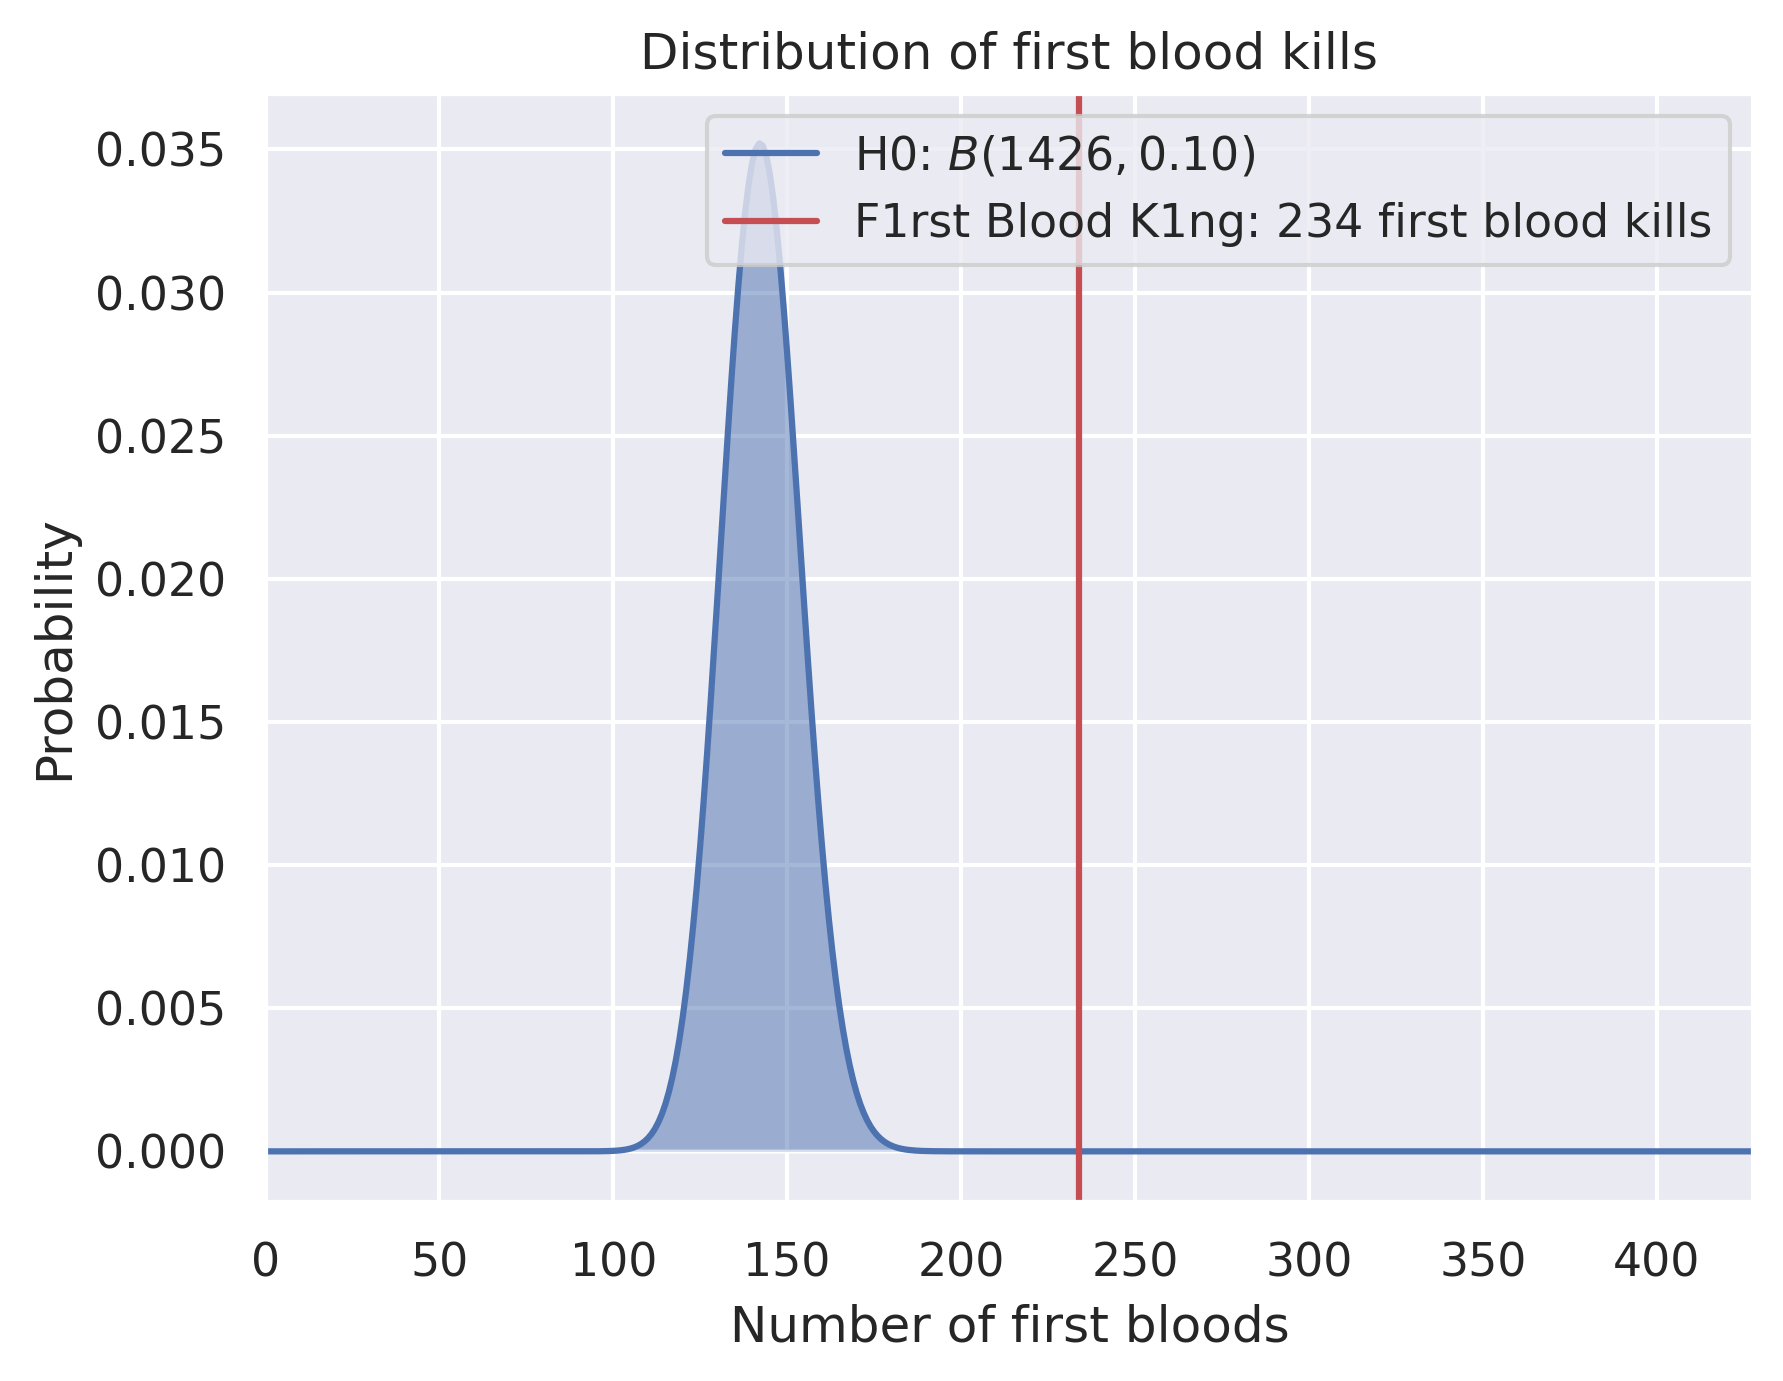 Distribution of first blood kills
H0: B(1426, 0.10)
F1rst Blood K1ng: 234 first blood kills
0.035
0.030
0.025
0.020
0.015
0.010
0.005
0.000
Probability
0 50 100 150 200 250 300 350 400
Number of first bloods